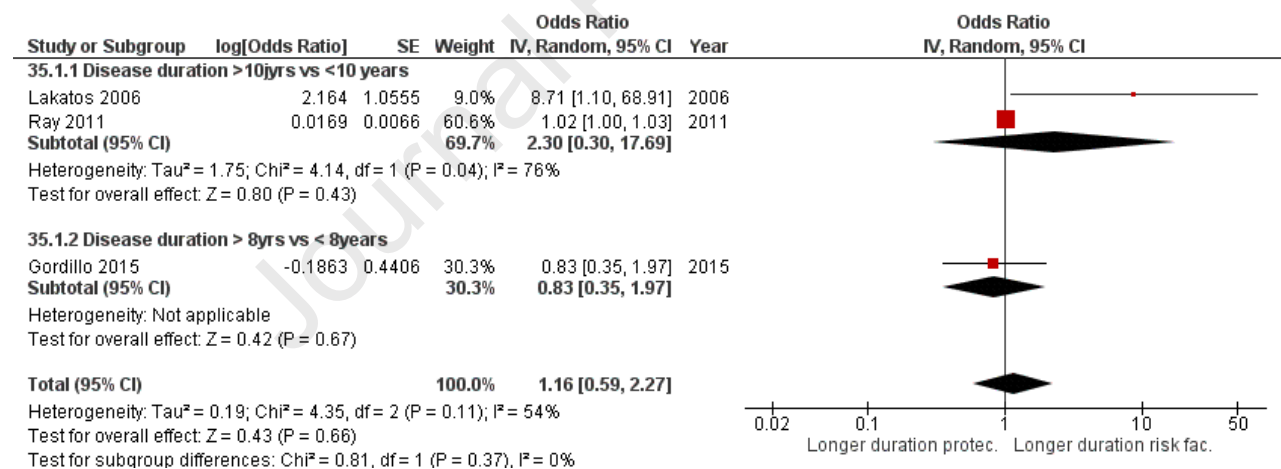 Odds Ratio Odds Ratio
Study or Subgroup log[Odds Ratio] SE Weight IV, Random, 95% CI Year IV, Random, 95% CI
35.1.1 Disease duration >10jyrs vs <10 years
Lakatos 2006 2.164 1.0555 9.0% 8.71 [1.10, 68.91] 2006
Ray 2011 0.0169 0.0066 60.6% 1.02 [1.00, 1.03] 2011
Subtotal (95% CI) 69.7% 2.30 [0.30, 17.69]
Heterogeneity: Tau² = 1.75; Chi² = 4.14, df = 1 (P = 0.04); I² = 76%
Test for overall effect: Z = 0.80 (P = 0.43)
35.1.2 Disease duration > 8yrs vs < 8years
Gordillo 2015 -0.1863 0.4406 30.3% 0.83 [0.35, 1.97] 2015
Subtotal (95% CI) 30.3% 0.83 [0.35, 1.97]
Heterogeneity: Not applicable
Test for overall effect: Z = 0.42 (P = 0.67)
Total (95% CI) 100.0% 1.16 [0.59, 2.27]
Heterogeneity: Tau² = 0.19; Chi² = 4.35, df = 2 (P = 0.11); I² = 54%
Test for overall effect: Z = 0.43 (P = 0.66)
Test for subgroup differences: Chi² = 0.81, df = 1 (P = 0.37), I² = 0%
0.02 0.1 1 10 50
Longer duration protec. Longer duration risk fac.
Journal P